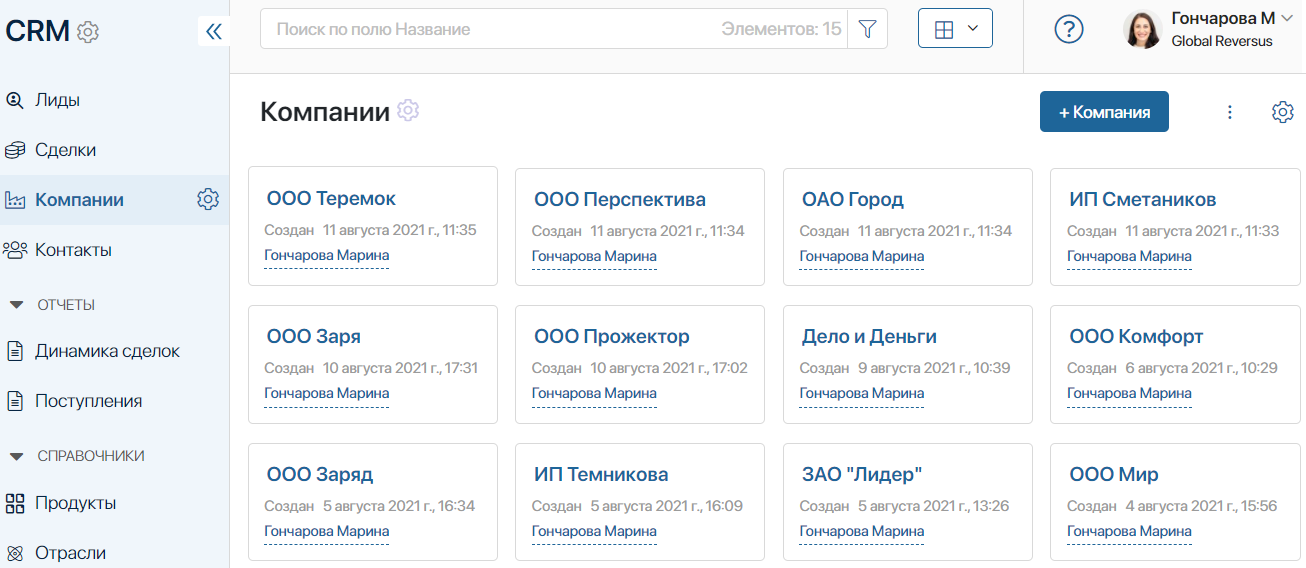 CRM
Лиды
Сделки
Компании
Контакты
ОТЧЕТЫ
Динамика сделок
Поступления
СПРАВОЧНИКИ
Продукты
Отрасли
Поиск по полю Название Элементов: 15
?
Гончарова М
Global Reversus
Компании
+ Компания
ООО Теремок
Создан 11 августа 2021 г., 11:35
Гончарова Марина
ООО Перспектива
Создан 11 августа 2021 г., 11:34
Гончарова Марина
ОАО Город
Создан 11 августа 2021 г., 11:34
Гончарова Марина
ИП Сметаников
Создан 11 августа 2021 г., 11:33
Гончарова Марина
ООО Заря
Создан 10 августа 2021 г., 17:31
Гончарова Марина
ООО Прожектор
Создан 10 августа 2021 г., 17:02
Гончарова Марина
Дело и Деньги
Создан 9 августа 2021 г., 10:39
Гончарова Марина
ООО Комфорт
Создан 6 августа 2021 г., 10:29
Гончарова Марина
ООО Заряд
Создан 5 августа 2021 г., 16:34
Гончарова Марина
ИП Темникова
Создан 5 августа 2021 г., 16:09
Гончарова Марина
ЗАО "Лидер"
Создан 5 августа 2021 г., 13:26
Гончарова Марина
ООО Мир
Создан 4 августа 2021 г., 15:56
Гончарова Марина